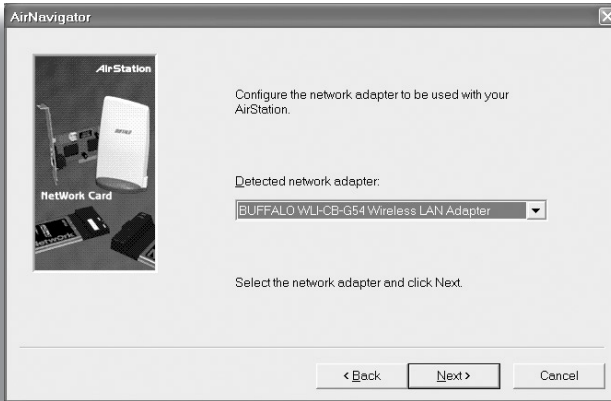 AirNavigator
AirStation
BUFFALO
NetWork Card
Configure the network adapter to be used with your
AirStation.
Detected network adapter:
BUFFALO WLI-CB-G54 Wireless LAN Adapter
Select the network adapter and click Next.
< Back
Next >
Cancel